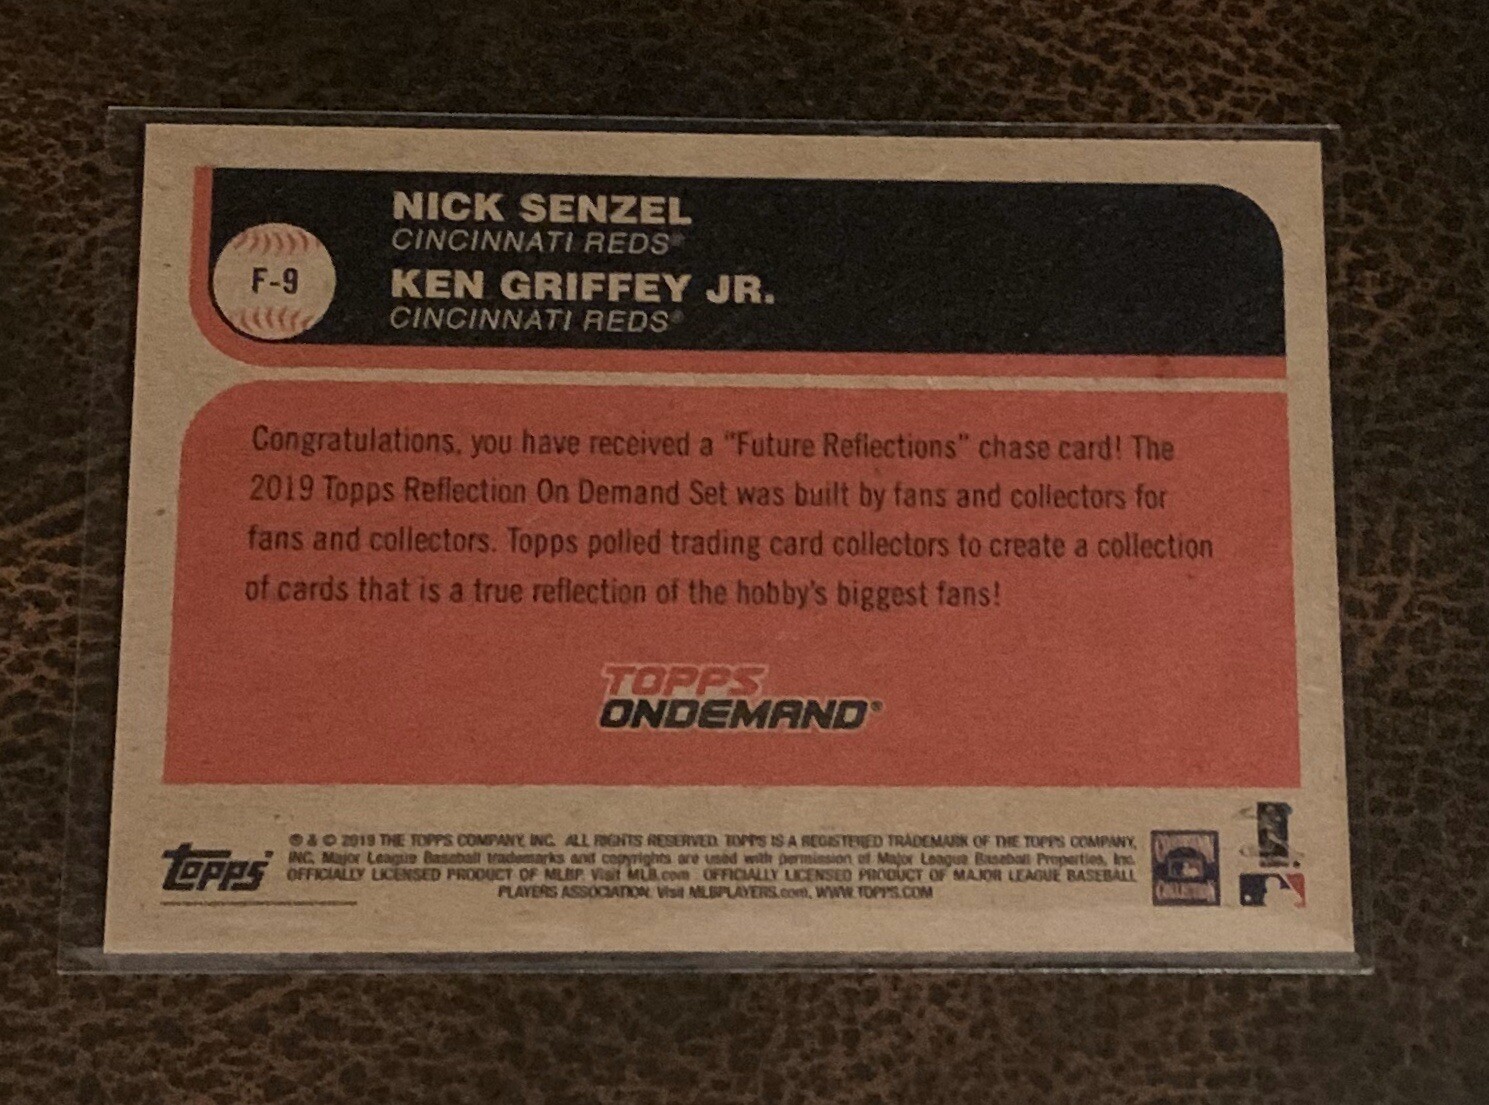 NICK SENZEL
CINCINNATI REDS®
KEN GRIFFEY JR.
CINCINNATI REDS®
F-9
Congratulations, you have received a "Future Reflections" chase card! The
2019 Topps Reflection On Demand Set was built by fans and collectors for
fans and collectors. Topps polled trading card collectors to create a collection
of cards that is a true reflection of the hobby's biggest fans!
TOPPS
ONDEMAND®
Topps
® & © 2019 THE TOPPS COMPANY, INC. ALL RIGHTS RESERVED. TOPPS IS A REGISTERED TRADEMARK OF THE TOPPS COMPANY,
INC. Major League Baseball trademarks and copyrights are used with permission of Major League Baseball Properties, Inc.
OFFICIALLY LICENSED PRODUCT OF MLBP. Visit MLB.com OFFICIALLY LICENSED PRODUCT OF MAJOR LEAGUE BASEBALL
PLAYERS ASSOCIATION. Visit MLBPLAYERS.com, WWW.TOPPS.COM
COLLECTION